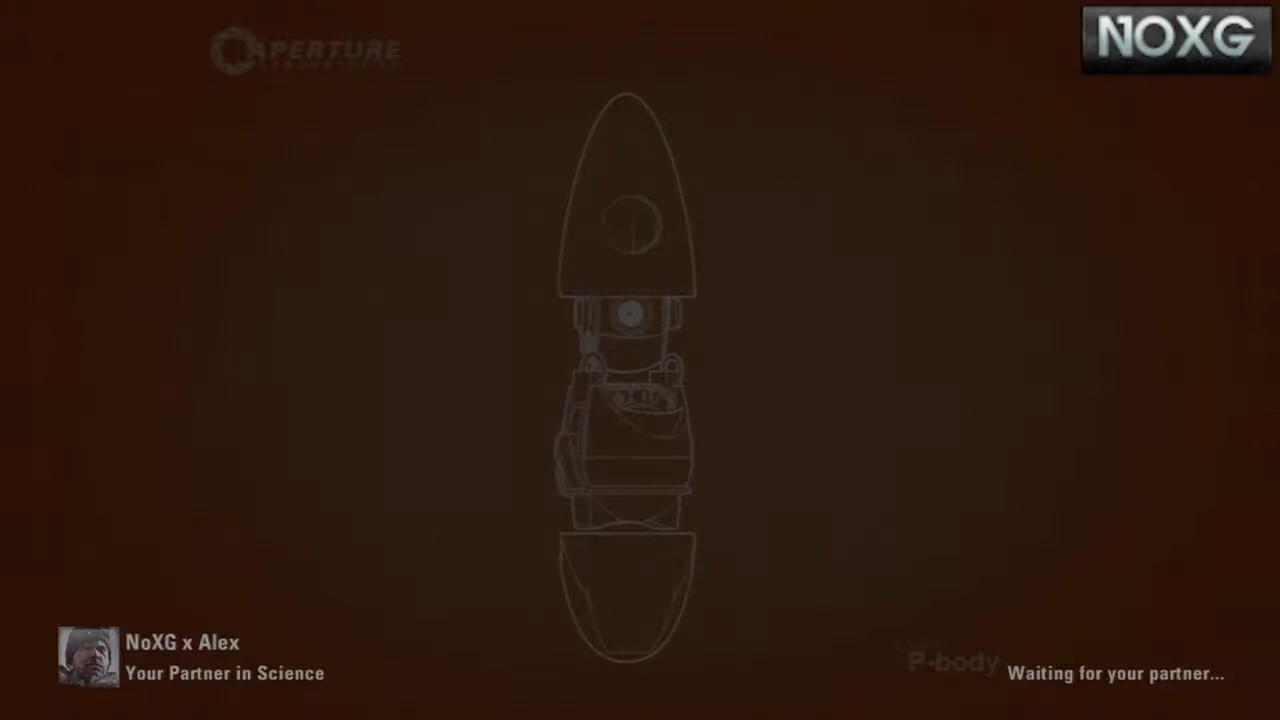 NOXG
APERTURE
NoXG x Alex
Your Partner in Science
P-body
Waiting for your partner...